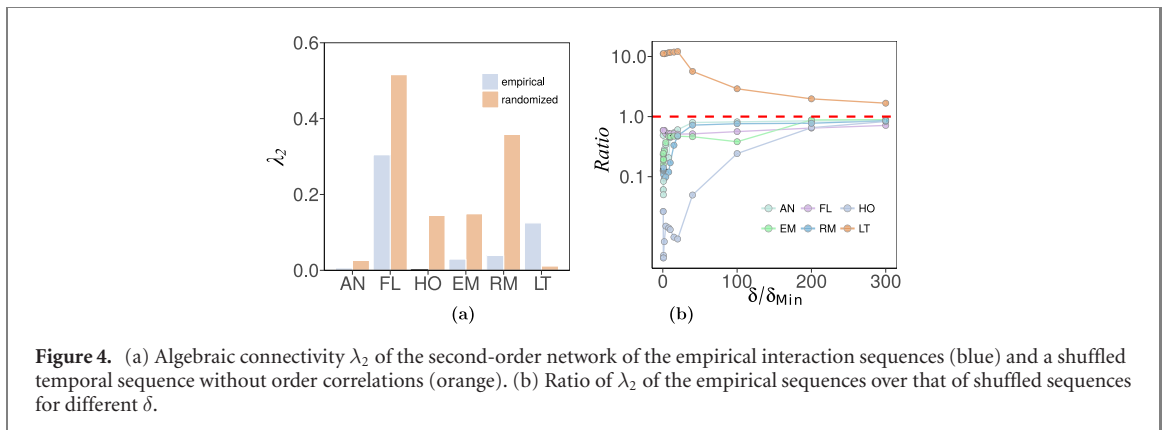 0.6
0.4
0.2
0.0
λ2
empirical
randomized
AN FL HO EM RM LT
(a)
10.0
1.0
0.1
Ratio
AN FL HO
EM RM LT
0 100 200 300
δ/δMin
(b)
Figure 4. (a) Algebraic connectivity λ2 of the second-order network of the empirical interaction sequences (blue) and a shuffled
temporal sequence without order correlations (orange). (b) Ratio of λ2 of the empirical sequences over that of shuffled sequences
for different δ.